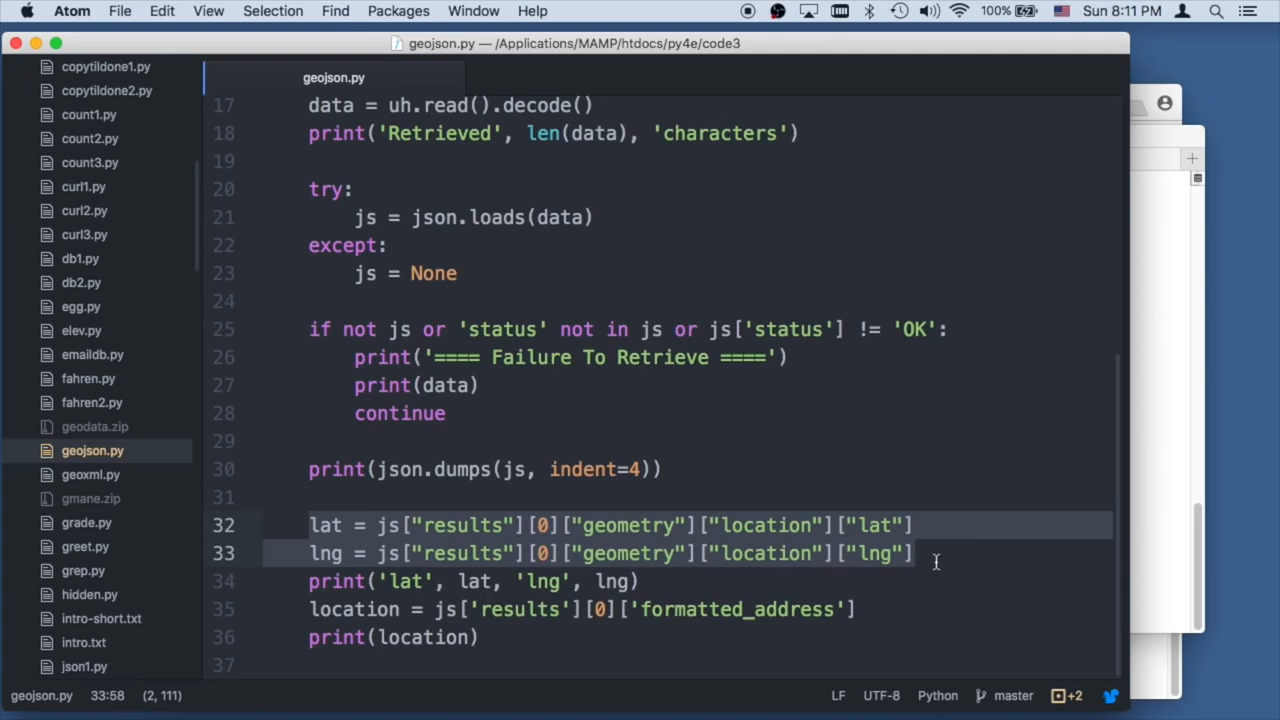 Atom File Edit View Selection Find Packages Window Help 100% Sun 8:11 PM
geojson.py — /Applications/MAMP/htdocs/py4e/code3
geojson.py
copytildone1.py
copytildone2.py
count1.py
count2.py
count3.py
curl1.py
curl2.py
curl3.py
db1.py
db2.py
egg.py
elev.py
emaildb.py
fahren.py
fahren2.py
geodata.zip
geojson.py
geoxml.py
gmane.zip
grade.py
greet.py
grep.py
hidden.py
intro-short.txt
intro.txt
json1.py
17 data = uh.read().decode()
18 print('Retrieved', len(data), 'characters')
19
20 try:
21 js = json.loads(data)
22 except:
23 js = None
24
25 if not js or 'status' not in js or js['status'] != 'OK':
26 print('==== Failure To Retrieve ====')
27 print(data)
28 continue
29
30 print(json.dumps(js, indent=4))
31
32 lat = js["results"][0]["geometry"]["location"]["lat"]
33 lng = js["results"][0]["geometry"]["location"]["lng"]
34 print('lat', lat, 'lng', lng)
35 location = js['results'][0]['formatted_address']
36 print(location)
37
geojson.py 33:58 (2, 111) LF UTF-8 Python master +2